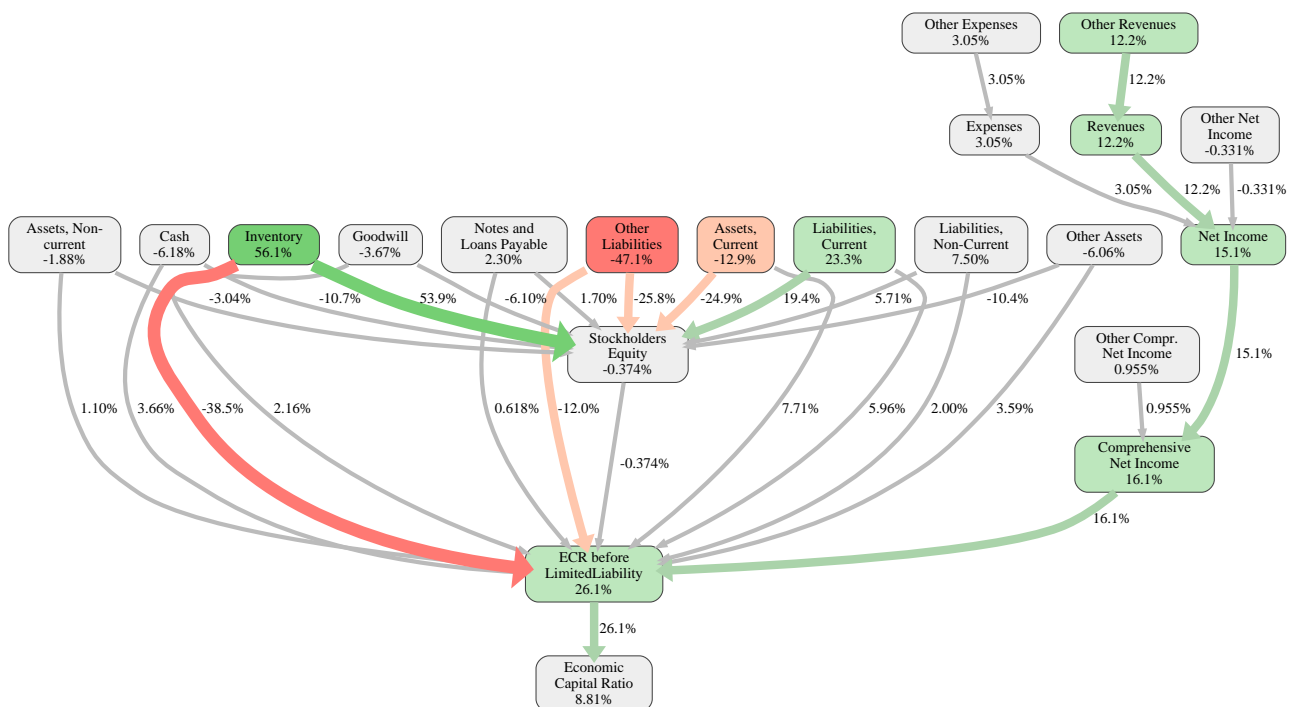 Other Expenses
3.05%
Other Revenues
12.2%
3.05%
12.2%
Expenses
3.05%
Revenues
12.2%
Other Net
Income
-0.331%
3.05%
12.2%
-0.331%
Assets, Non-
current
-1.88%
Cash
-6.18%
Inventory
56.1%
Goodwill
-3.67%
Notes and
Loans Payable
2.30%
Other
Liabilities
-47.1%
Assets,
Current
-12.9%
Liabilities,
Current
23.3%
Liabilities,
Non-Current
7.50%
Other Assets
-6.06%
Net Income
15.1%
-3.04%
-10.7%
53.9%
-6.10%
1.70%
-25.8%
-24.9%
19.4%
5.71%
-10.4%
Stockholders
Equity
-0.374%
Other Compr.
Net Income
0.955%
15.1%
1.10%
3.66%
-38.5%
2.16%
0.618%
-12.0%
7.71%
5.96%
2.00%
3.59%
0.955%
-0.374%
Comprehensive
Net Income
16.1%
16.1%
ECR before
LimitedLiability
26.1%
26.1%
Economic
Capital Ratio
8.81%